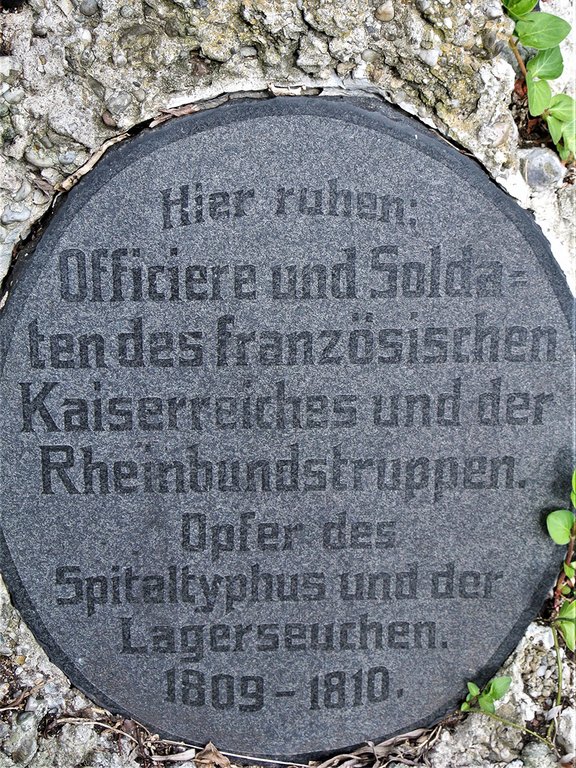 Hier ruhen:
Officiere und Solda=
ten des französischen
Kaiserreiches und der
Rheinbundstruppen.
Opfer des
Spitaltyphus und der
Lagerseuchen.
1809 - 1810.